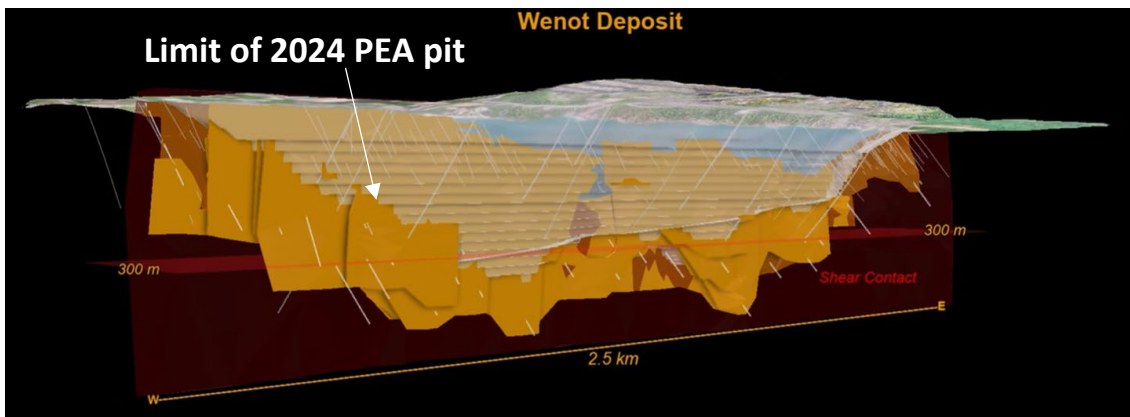 Wenot Deposit
Limit of 2024 PEA pit
300 m
300 m
Shear Contact
E
2.5 km
W